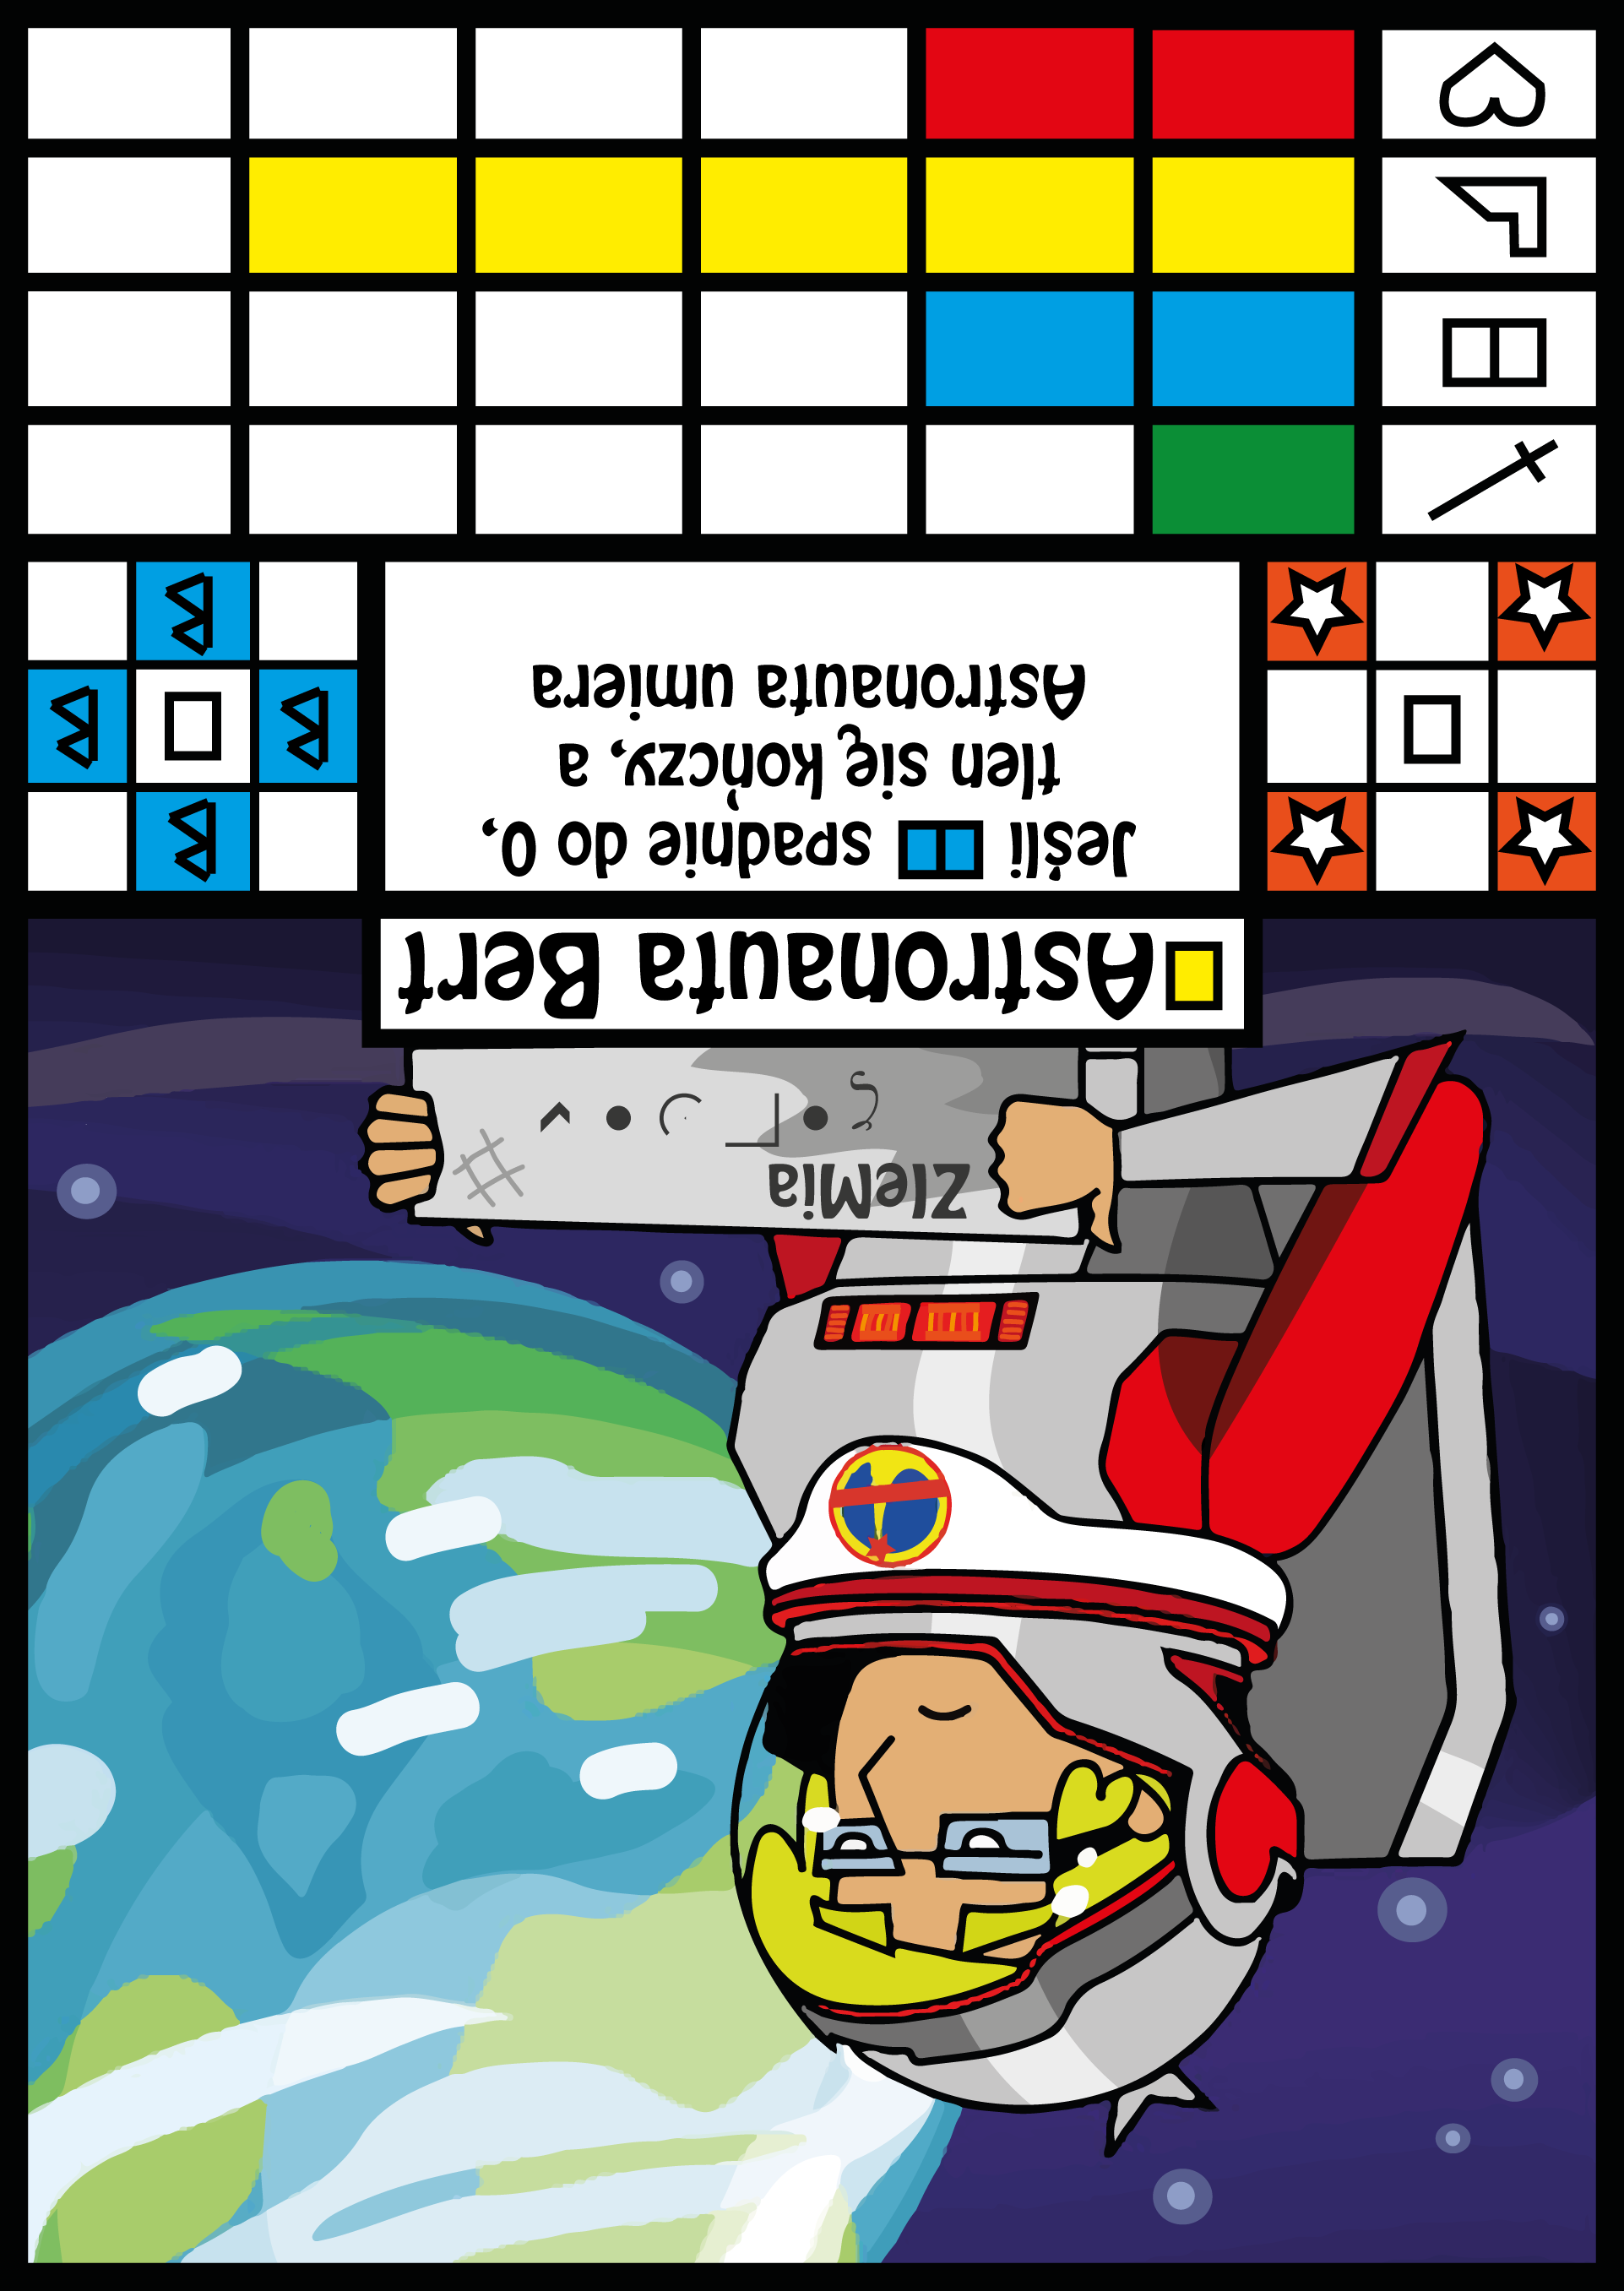 ZIeMia
Astronauta Bert
Jeśli spadnie do 0,
tlen się kończy, a
Astronauta umiera